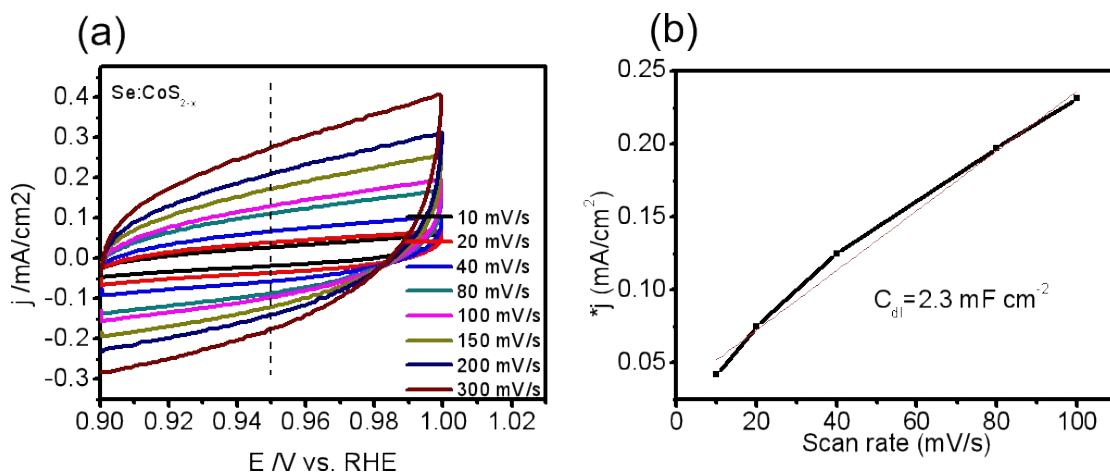 (a)
Se:CoS2-x
j /mA/cm2)
0.4
0.3
0.2
0.1
0.0
-0.1
-0.2
-0.3
0.90
0.92
0.94
0.96
0.98
1.00
1.02
E /V vs. RHE
10 mV/s
20 mV/s
40 mV/s
80 mV/s
100 mV/s
150 mV/s
200 mV/s
300 mV/s
(b)
*j (mA/cm2)
0.25
0.20
0.15
0.10
0.05
0
20
40
60
80
100
Scan rate (mV/s)
Cdl=2.3 mF cm-2